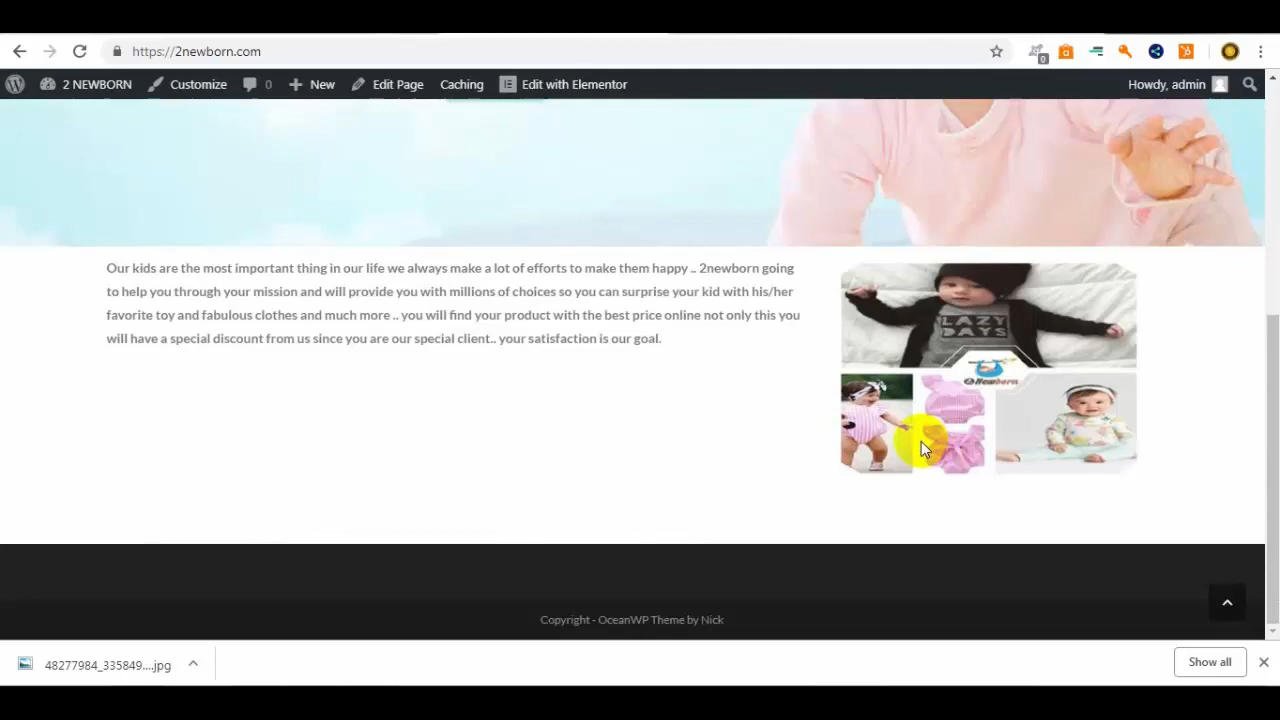 https://2newborn.com
0
2 NEWBORN
Customize
0
New
Edit Page
Caching
Edit with Elementor
Howdy, admin
Our kids are the most important thing in our life we always make a lot of efforts to make them happy .. 2newborn going
to help you through your mission and will provide you with millions of choices so you can surprise your kid with his/her
favorite toy and fabulous clothes and much more .. you will find your product with the best price online not only this you
will have a special discount from us since you are our special client.. your satisfaction is our goal.
LAZY
DAYS
2Newborn
Copyright - OceanWP Theme by Nick
48277984_335849....jpg
Show all